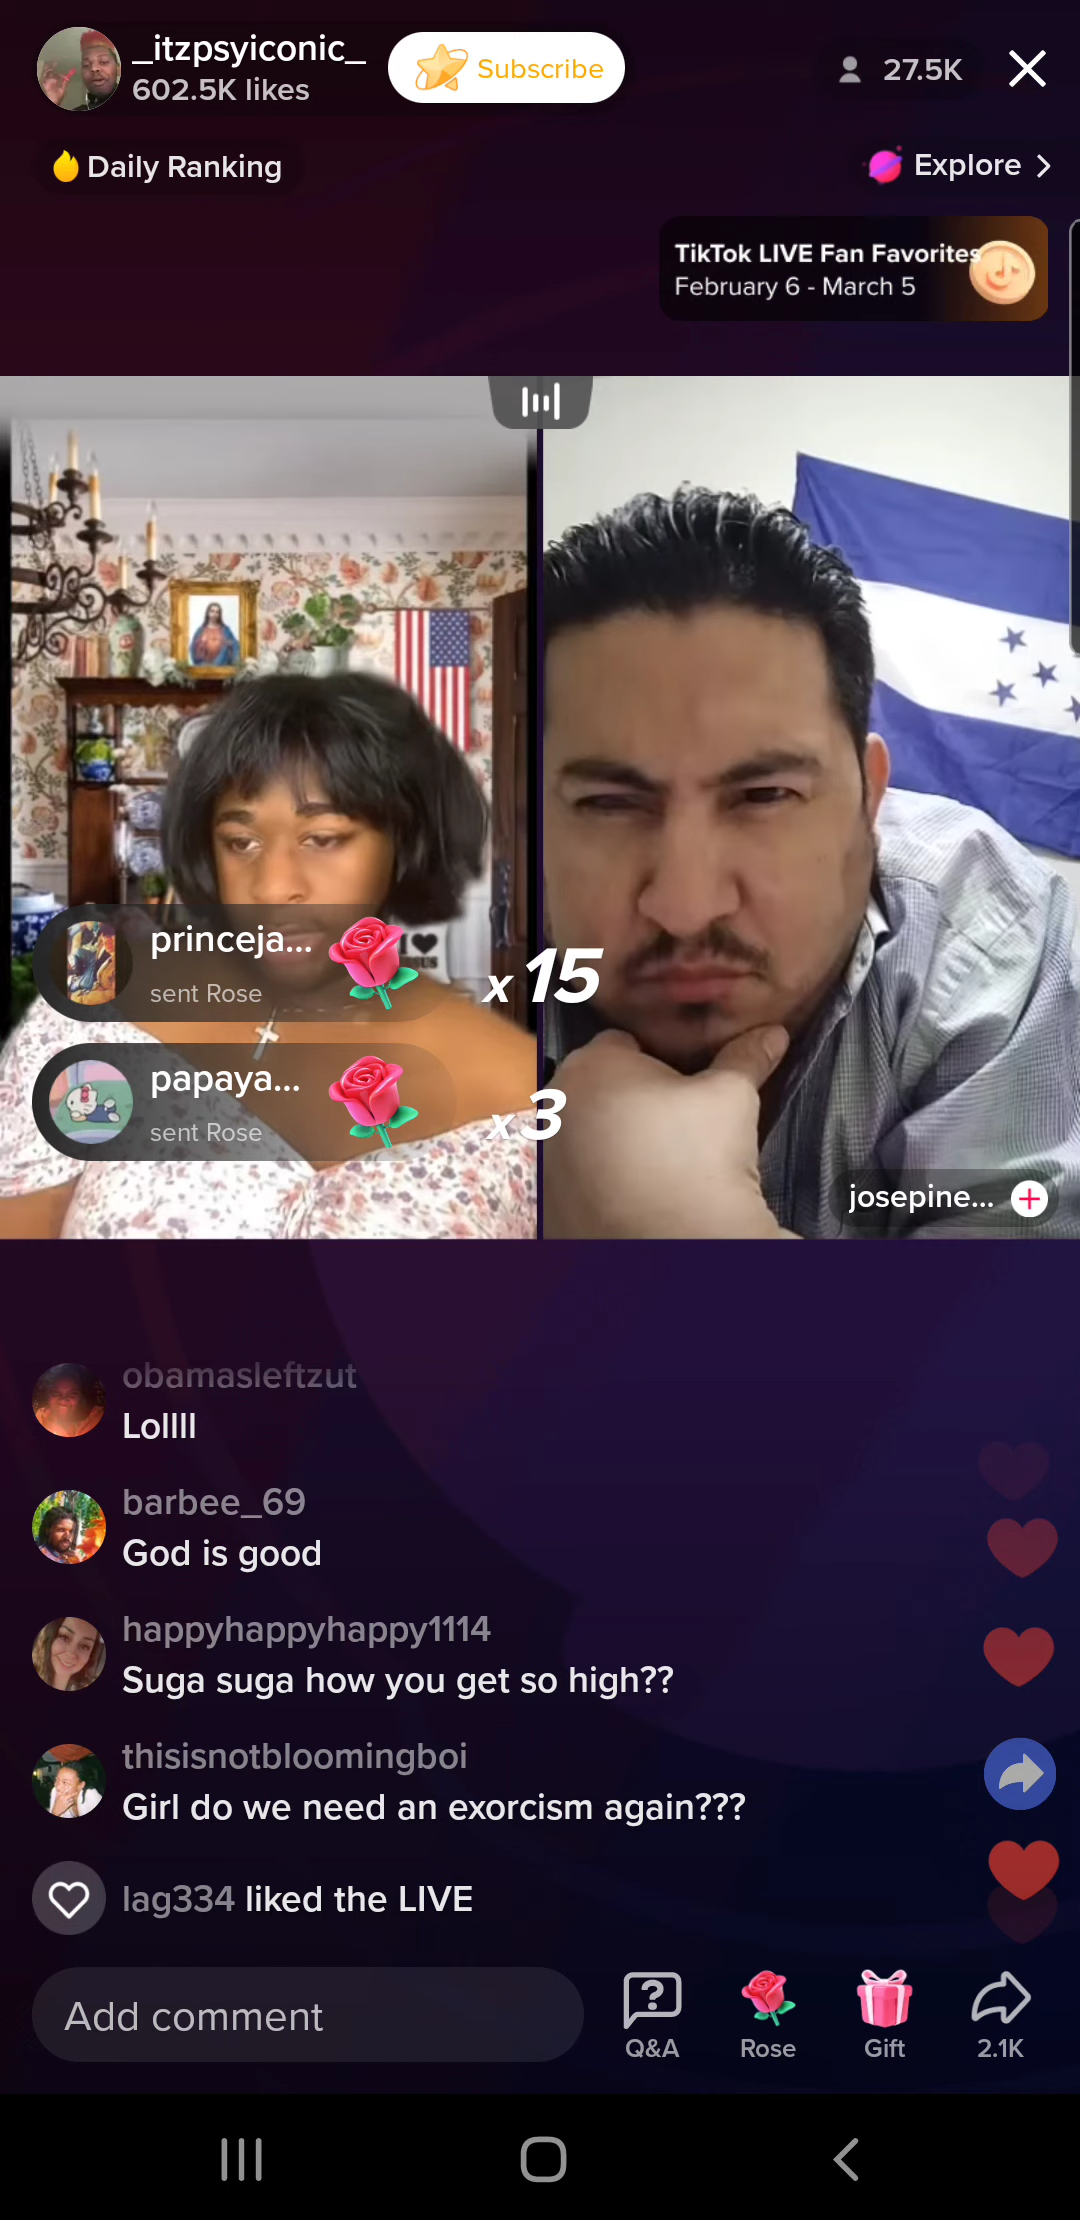 _itzpsyiconic_
602.5K likes
Subscribe
27.5K
Daily Ranking
Explore >
TikTok LIVE Fan Favorites
February 6 - March 5
princeja...
sent Rose
x 15
papaya...
sent Rose
x 3
josepine...
obamasleftzut
Lollll
barbee_69
God is good
happyhappyhappy1114
Suga suga how you get so high??
thisisnotbloomingboi
Girl do we need an exorcism again???
lag334 liked the LIVE
Add comment
Q&A
Rose
Gift
2.1K